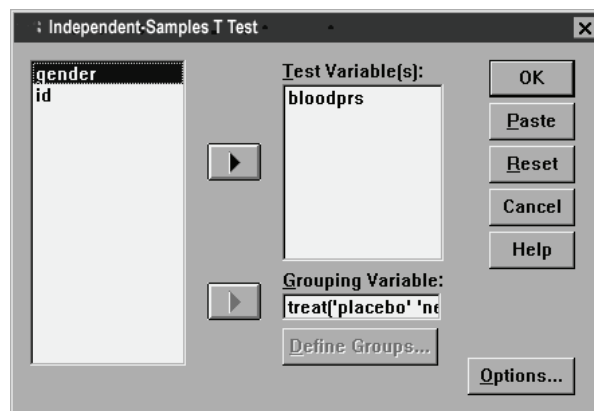 Independent-Samples T Test
gender
id
Test Variable(s):
bloodprs
Grouping Variable:
treat('placebo' 'ne
Define Groups...
OK
Paste
Reset
Cancel
Help
Options...